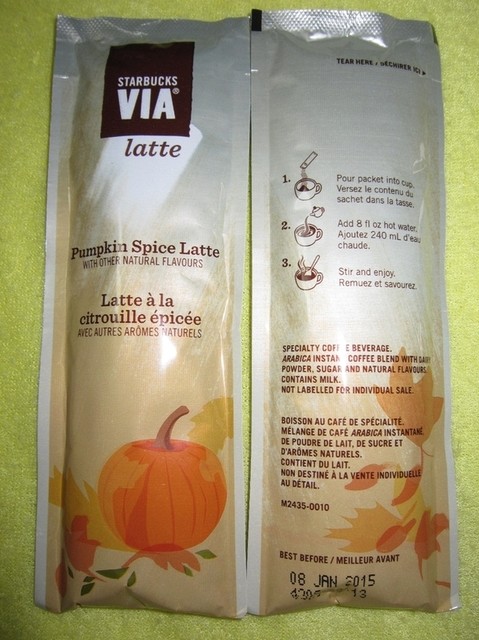 STARBUCKS
VIA®
latte
Pumpkin Spice Latte
WITH OTHER NATURAL FLAVOURS
Latte à la
citrouille épicée
AVEC AUTRES ARÔMES NATURELS
TEAR HERE / DÉCHIRER ICI
1. Pour packet into cup.
Versez le contenu du
sachet dans la tasse.
2. Add 8 fl oz hot water.
Ajoutez 240 mL d'eau
chaude.
3. Stir and enjoy.
Remuez et savourez.
SPECIALTY COFFEE BEVERAGE.
ARABICA INSTANT COFFEE BLEND WITH DAIRY
POWDER, SUGAR AND NATURAL FLAVOURS.
CONTAINS MILK.
NOT LABELLED FOR INDIVIDUAL SALE.
BOISSON AU CAFÉ DE SPÉCIALITÉ.
MÉLANGE DE CAFÉ ARABICA INSTANTANÉ,
DE POUDRE DE LAIT, DE SUCRE ET
D'ARÔMES NATURELS.
CONTIENT DU LAIT.
NON DESTINÉ À LA VENTE INDIVIDUELLE
AU DÉTAIL.
M2435-0010
BEST BEFORE / MEILLEUR AVANT
08 JAN 2015